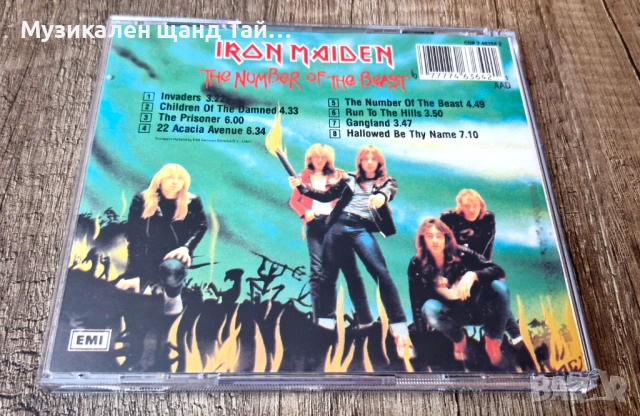 Музикален щанд Тай...
IRON MAIDEN
THE NUMBER OF THE BEAST
1 Invaders 3.22
2 Children Of The Damned 4.33
3 The Prisoner 6.00
4 22 Acacia Avenue 6.34
5 The Number Of The Beast 4.49
6 Run To The Hills 3.50
7 Gangland 3.47
8 Hallowed Be Thy Name 7.10
77774 63642
AAD
EMI
BAZAR